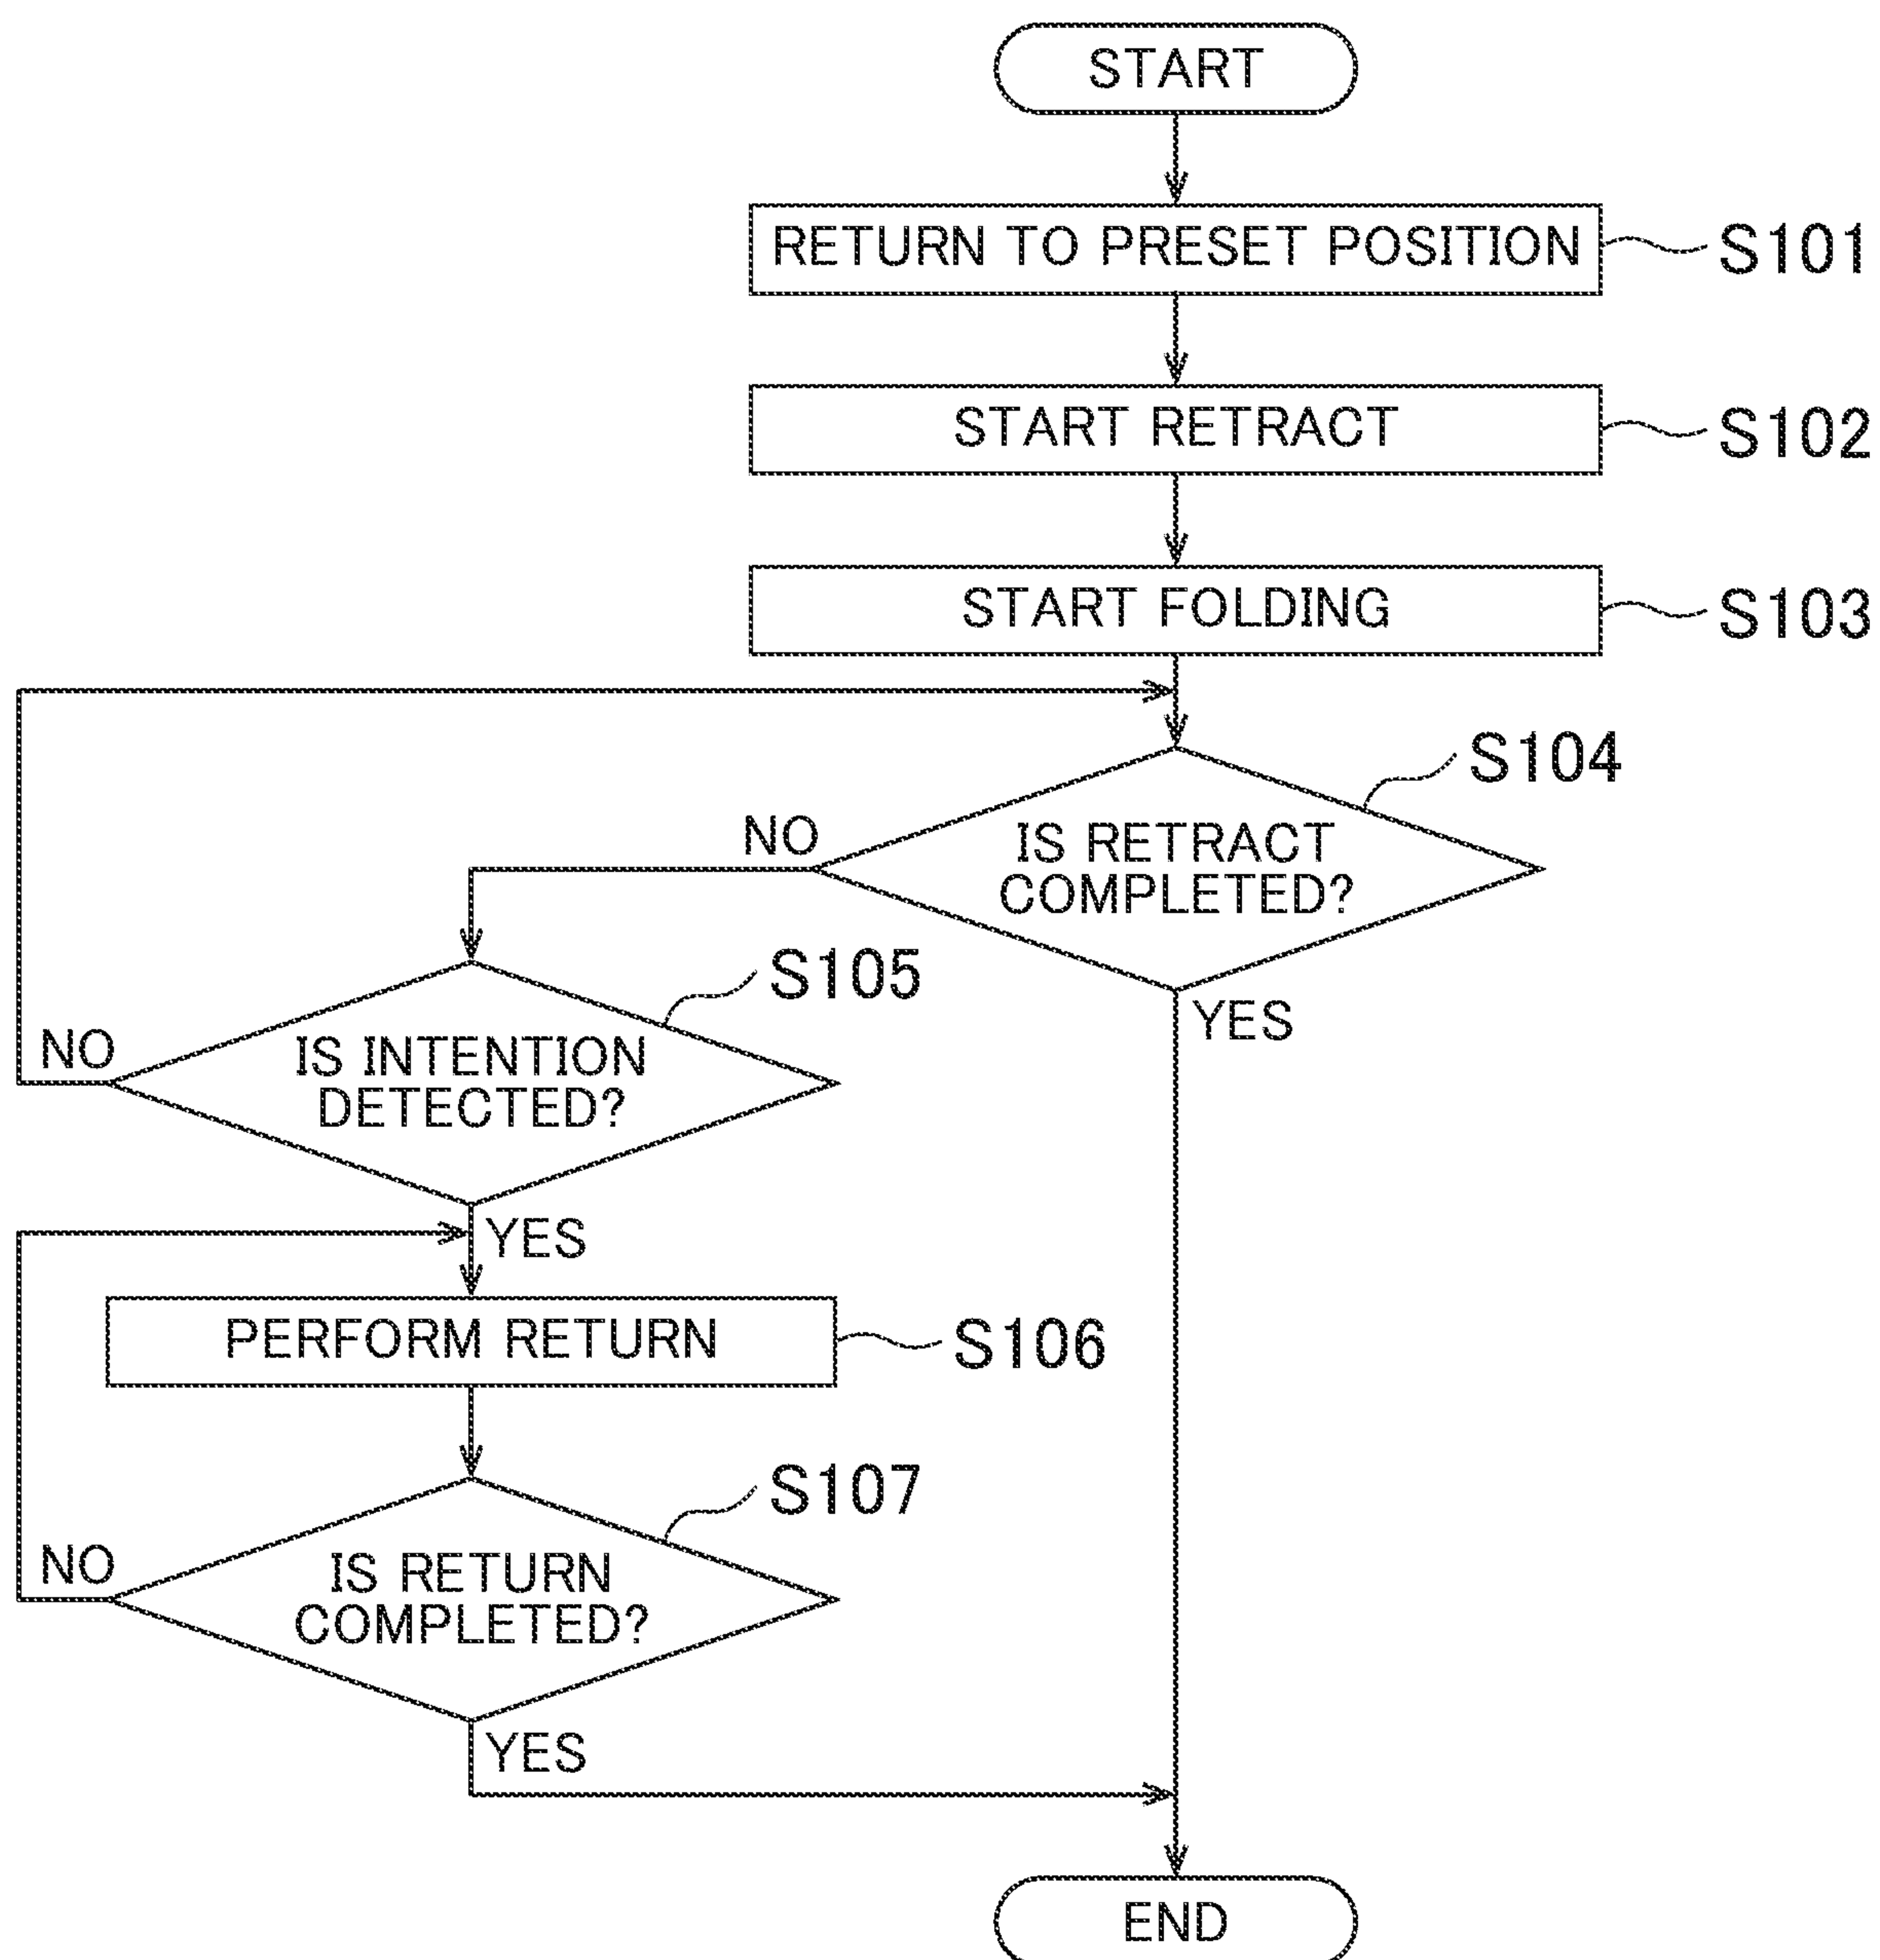 START
RETURN TO PRESET POSITION
S101
START RETRACT
S102
START FOLDING
S103
S104
NO
IS RETRACT
COMPLETED?
YES
S105
NO
IS INTENTION
DETECTED?
YES
PERFORM RETURN
S106
S107
NO
IS RETURN
COMPLETED?
YES
END